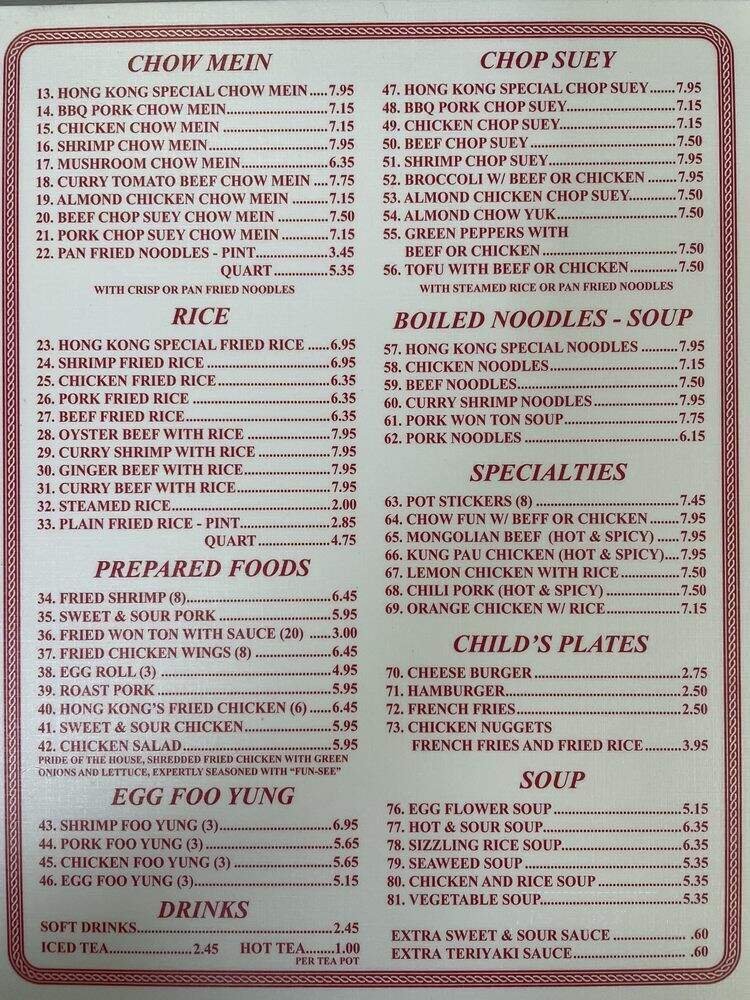 CHOW MEIN
13. HONG KONG SPECIAL CHOW MEIN.....7.95
14. BBQ PORK CHOW MEIN.....7.15
15. CHICKEN CHOW MEIN.....7.15
16. SHRIMP CHOW MEIN.....7.95
17. MUSHROOM CHOW MEIN.....6.35
18. CURRY TOMATO BEEF CHOW MEIN.....7.75
19. ALMOND CHICKEN CHOW MEIN.....7.15
20. BEEF CHOP SUEY CHOW MEIN.....7.50
21. PORK CHOP SUEY CHOW MEIN.....7.15
22. PAN FRIED NOODLES - PINT.....3.45
QUART.....5.35
WITH CRISP OR PAN FRIED NOODLES
RICE
23. HONG KONG SPECIAL FRIED RICE.....6.95
24. SHRIMP FRIED RICE.....6.95
25. CHICKEN FRIED RICE.....6.35
26. PORK FRIED RICE.....6.35
27. BEEF FRIED RICE.....6.35
28. OYSTER BEEF WITH RICE.....7.95
29. CURRY SHRIMP WITH RICE.....7.95
30. GINGER BEEF WITH RICE.....7.95
31. CURRY BEEF WITH RICE.....7.95
32. STEAMED RICE.....2.00
33. PLAIN FRIED RICE - PINT.....2.85
QUART.....4.75
PREPARED FOODS
34. FRIED SHRIMP (8).....6.45
35. SWEET & SOUR PORK.....5.95
36. FRIED WON TON WITH SAUCE (20).....3.00
37. FRIED CHICKEN WINGS (8).....6.45
38. EGG ROLL (3).....4.95
39. ROAST PORK.....5.95
40. HONG KONG'S FRIED CHICKEN (6).....6.45
41. SWEET & SOUR CHICKEN.....5.95
42. CHICKEN SALAD.....5.95
PRIDE OF THE HOUSE, SHREDDED FRIED CHICKEN WITH GREEN
ONIONS AND LETTUCE, EXPERTLY SEASONED WITH "FUN-SEE"
EGG FOO YUNG
43. SHRIMP FOO YUNG (3).....6.95
44. PORK FOO YUNG (3).....5.65
45. CHICKEN FOO YUNG (3).....5.65
46. EGG FOO YUNG (3).....5.15
DRINKS
SOFT DRINKS.....2.45
ICED TEA.....2.45 HOT TEA.....1.00
PER TEA POT
CHOP SUEY
47. HONG KONG SPECIAL CHOP SUEY.....7.95
48. BBQ PORK CHOP SUEY.....7.15
49. CHICKEN CHOP SUEY.....7.15
50. BEEF CHOP SUEY.....7.50
51. SHRIMP CHOP SUEY.....7.95
52. BROCCOLI W/ BEEF OR CHICKEN.....7.95
53. ALMOND CHICKEN CHOP SUEY.....7.50
54. ALMOND CHOW YUK.....7.50
55. GREEN PEPPERS WITH
BEEF OR CHICKEN.....7.50
56. TOFU WITH BEEF OR CHICKEN.....7.50
WITH STEAMED RICE OR PAN FRIED NOODLES
BOILED NOODLES - SOUP
57. HONG KONG SPECIAL NOODLES.....7.95
58. CHICKEN NOODLES.....7.15
59. BEEF NOODLES.....7.50
60. CURRY SHRIMP NOODLES.....7.95
61. PORK WON TON SOUP.....7.75
62. PORK NOODLES.....6.15
SPECIALTIES
63. POT STICKERS (8).....7.45
64. CHOW FUN W/ BEFF OR CHICKEN.....7.95
65. MONGOLIAN BEEF (HOT & SPICY).....7.95
66. KUNG PAU CHICKEN (HOT & SPICY)....7.95
67. LEMON CHICKEN WITH RICE.....7.50
68. CHILI PORK (HOT & SPICY).....7.50
69. ORANGE CHICKEN W/ RICE.....7.15
CHILD'S PLATES
70. CHEESE BURGER.....2.75
71. HAMBURGER.....2.50
72. FRENCH FRIES.....2.50
73. CHICKEN NUGGETS
FRENCH FRIES AND FRIED RICE.....3.95
SOUP
76. EGG FLOWER SOUP.....5.15
77. HOT & SOUR SOUP.....6.35
78. SIZZLING RICE SOUP.....6.35
79. SEAWEED SOUP.....5.35
80. CHICKEN AND RICE SOUP.....5.35
81. VEGETABLE SOUP.....5.35
EXTRA SWEET & SOUR SAUCE......60
EXTRA TERIYAKI SAUCE......60